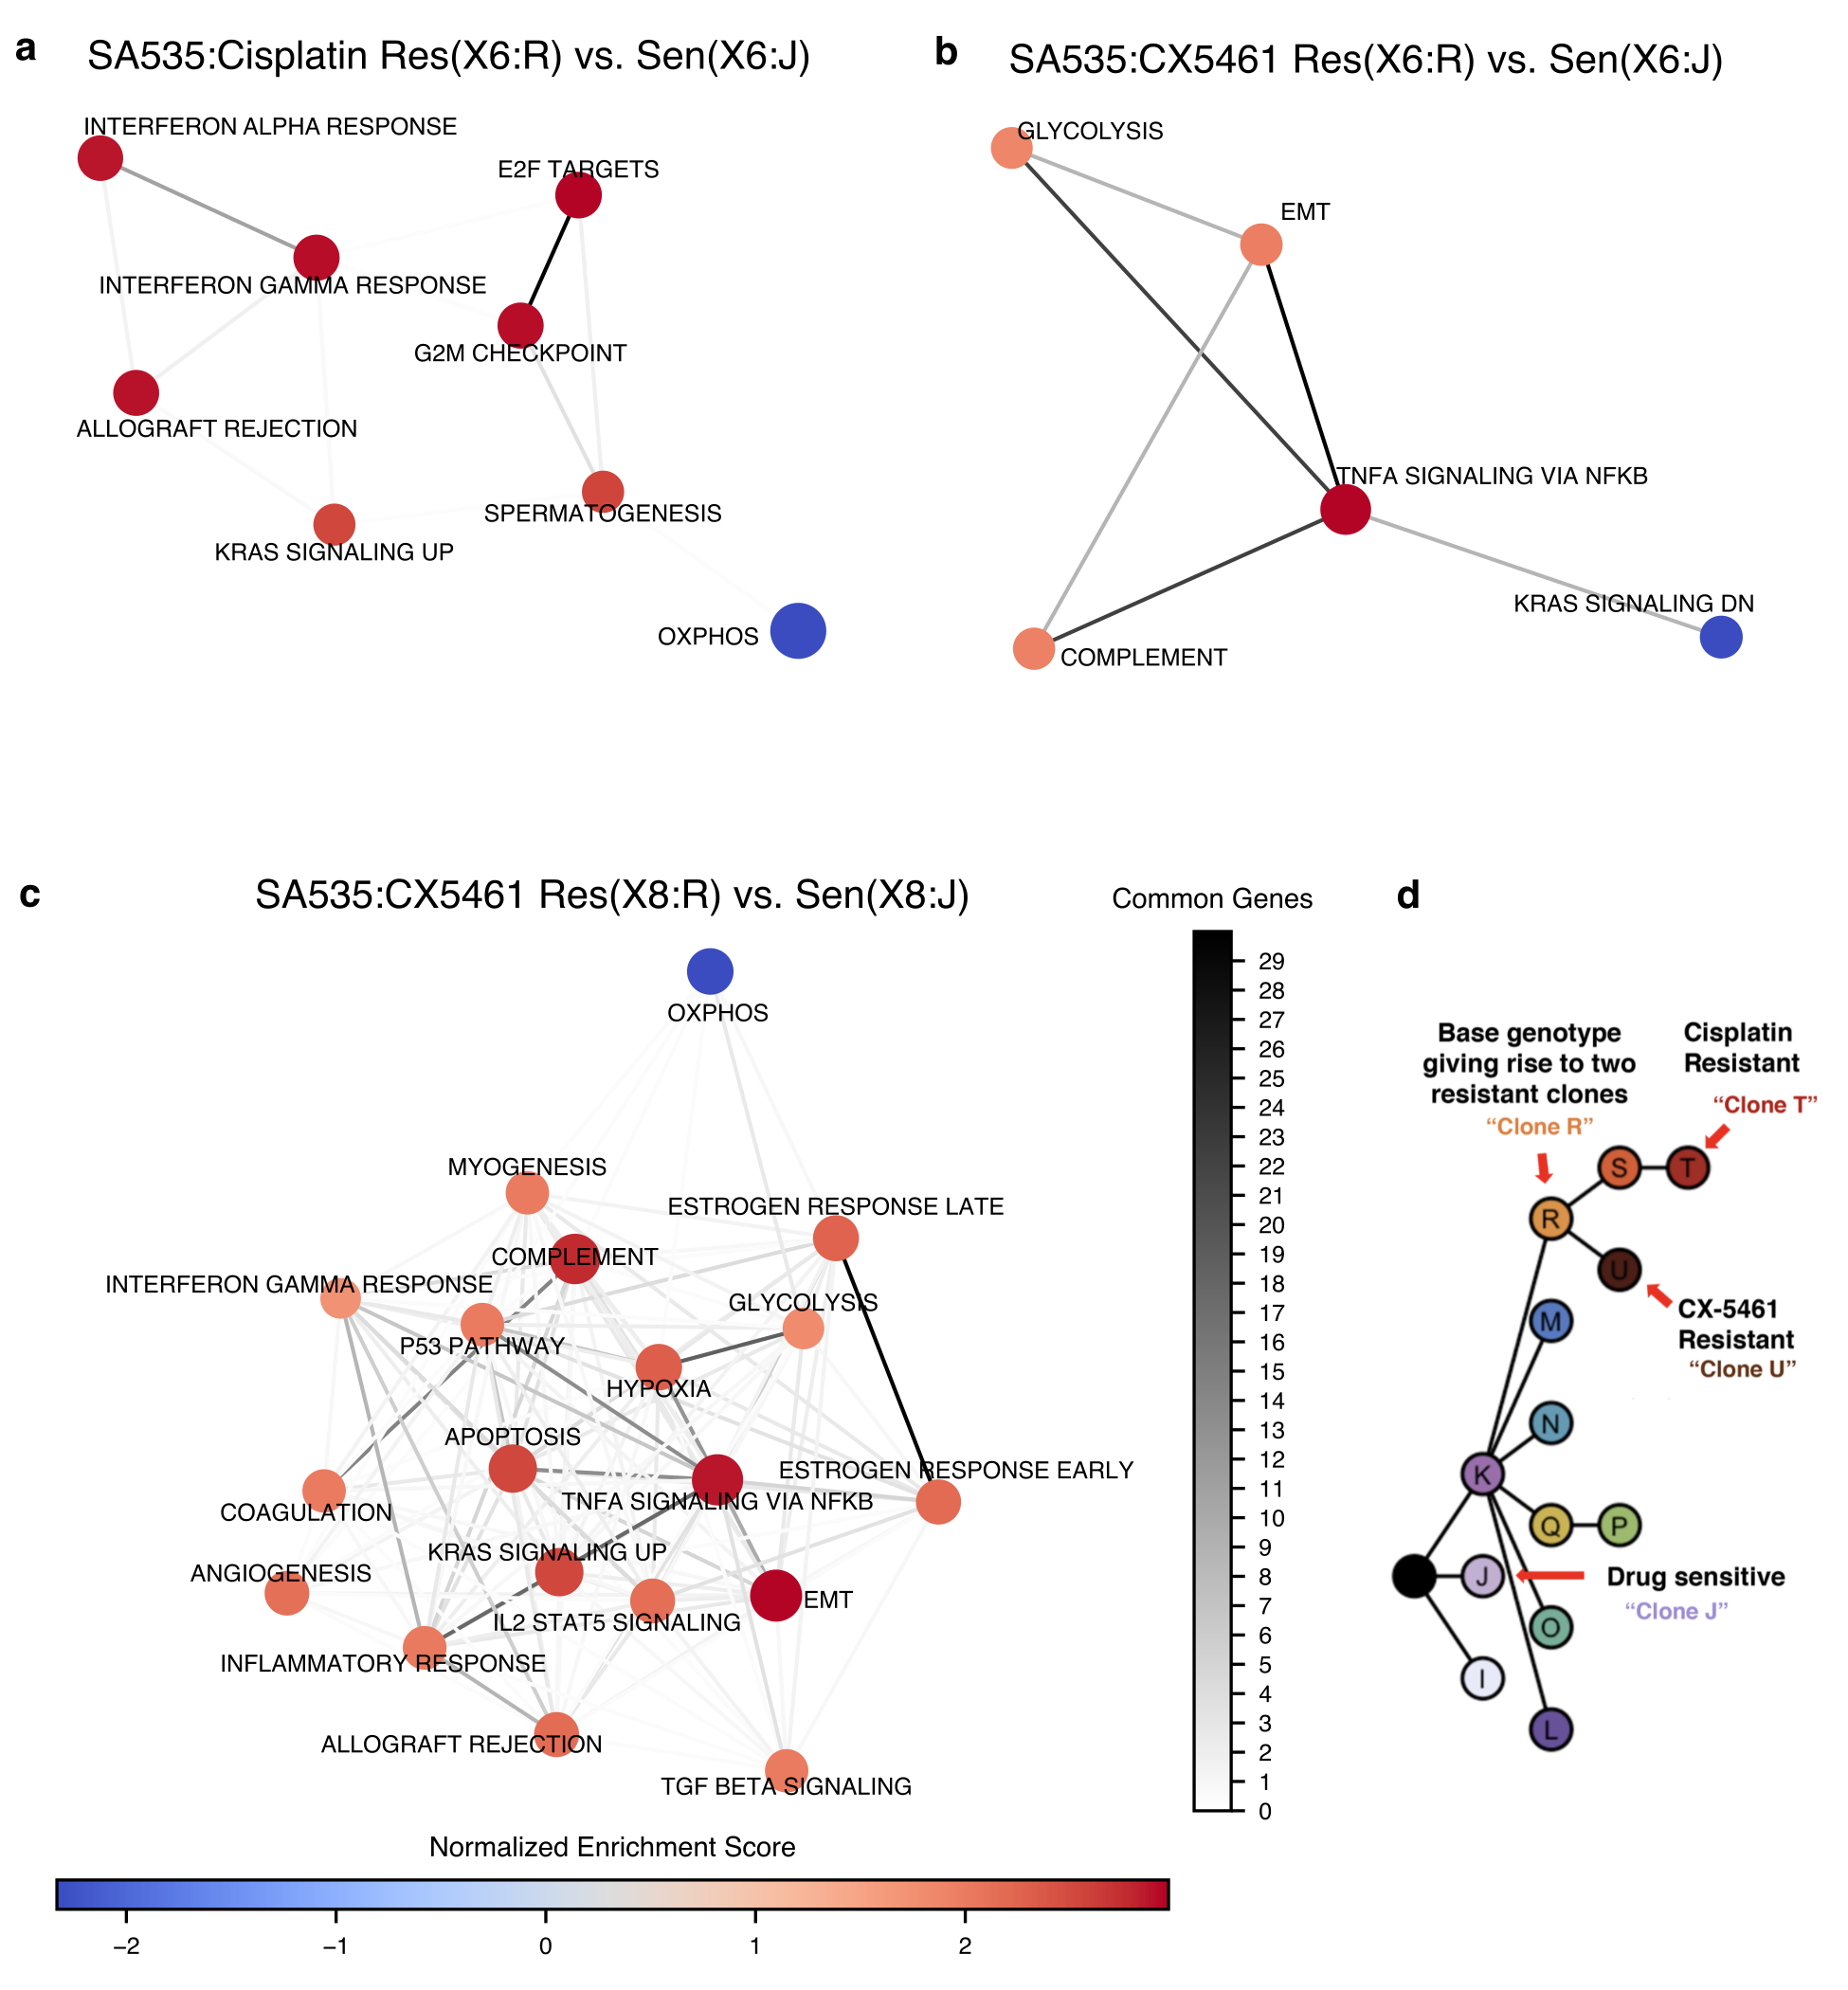 a
SA535:Cisplatin Res(X6:R) vs. Sen(X6:J)
INTERFERON ALPHA RESPONSE
E2F TARGETS
INTERFERON GAMMA RESPONSE
G2M CHECKPOINT
ALLOGRAFT REJECTION
SPERMATOGENESIS
KRAS SIGNALING UP
OXPHOS
b
SA535:CX5461 Res(X6:R) vs. Sen(X6:J)
GLYCOLYSIS
EMT
TNFA SIGNALING VIA NFKB
KRAS SIGNALING DN
COMPLEMENT
c
SA535:CX5461 Res(X8:R) vs. Sen(X8:J)
OXPHOS
MYOGENESIS
ESTROGEN RESPONSE LATE
COMPLEMENT
INTERFERON GAMMA RESPONSE
GLYCOLYSIS
P53 PATHWAY
HYPOXIA
APOPTOSIS
ESTROGEN RESPONSE EARLY
TNFA SIGNALING VIA NFKB
COAGULATION
KRAS SIGNALING UP
ANGIOGENESIS
EMT
IL2 STAT5 SIGNALING
INFLAMMATORY RESPONSE
ALLOGRAFT REJECTION
TGF BETA SIGNALING
Common Genes
29
28
27
26
25
24
23
22
21
20
19
18
17
16
15
14
13
12
11
10
9
8
7
6
5
4
3
2
1
0
Normalized Enrichment Score
−2
−1
0
1
2
d
Base genotype
giving rise to two
resistant clones
“Clone R”
Cisplatin
Resistant
“Clone T”
S
T
R
U
CX-5461
Resistant
“Clone U”
M
N
K
Q
P
J
Drug sensitive
“Clone J”
O
I
L